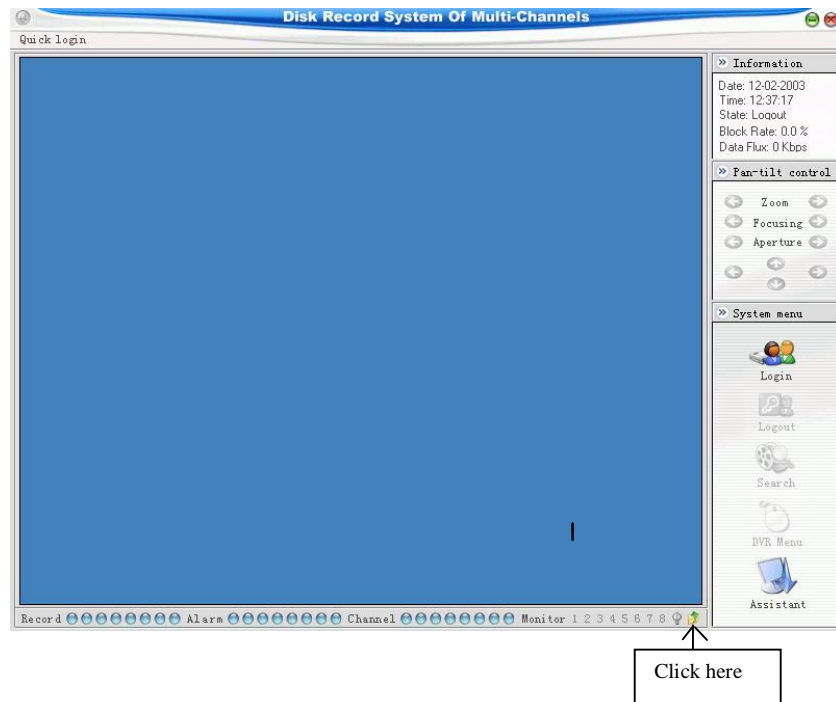 Disk Record System Of Multi-Channels
Quick login
Information
Date: 12-02-2003
Time: 12:37:17
State: Logout
Block Rate: 0.0 %
Data Flux: 0 Kbps
Pan-tilt control
Zoom
Focusing
Aperture
System menu
Login
Logout
Search
DVR Menu
Assistant
Record Alarm Channel Monitor 1 2 3 4 5 6 7 8
Click here